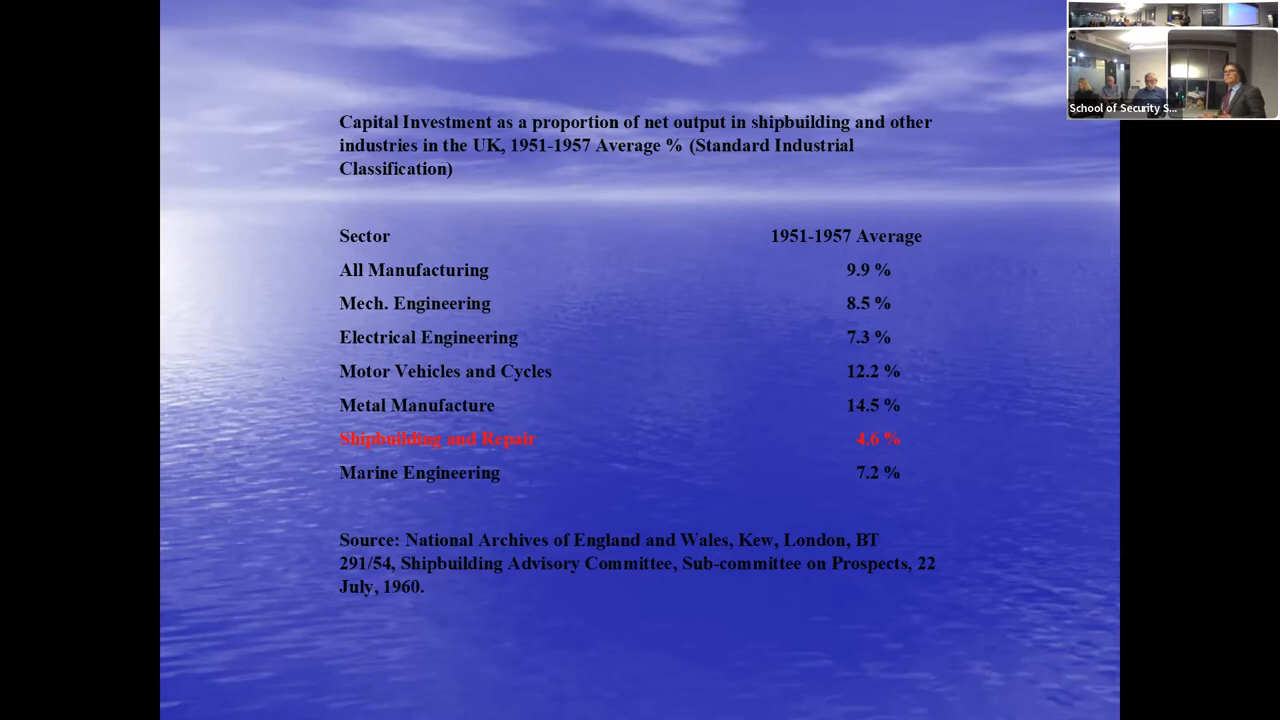 School of Security S...
Capital Investment as a proportion of net output in shipbuilding and other
industries in the UK, 1951-1957 Average % (Standard Industrial
Classification)
Sector 1951-1957 Average
All Manufacturing 9.9 %
Mech. Engineering 8.5 %
Electrical Engineering 7.3 %
Motor Vehicles and Cycles 12.2 %
Metal Manufacture 14.5 %
Shipbuilding and Repair 4.6 %
Marine Engineering 7.2 %
Source: National Archives of England and Wales, Kew, London, BT
291/54, Shipbuilding Advisory Committee, Sub-committee on Prospects, 22
July, 1960.